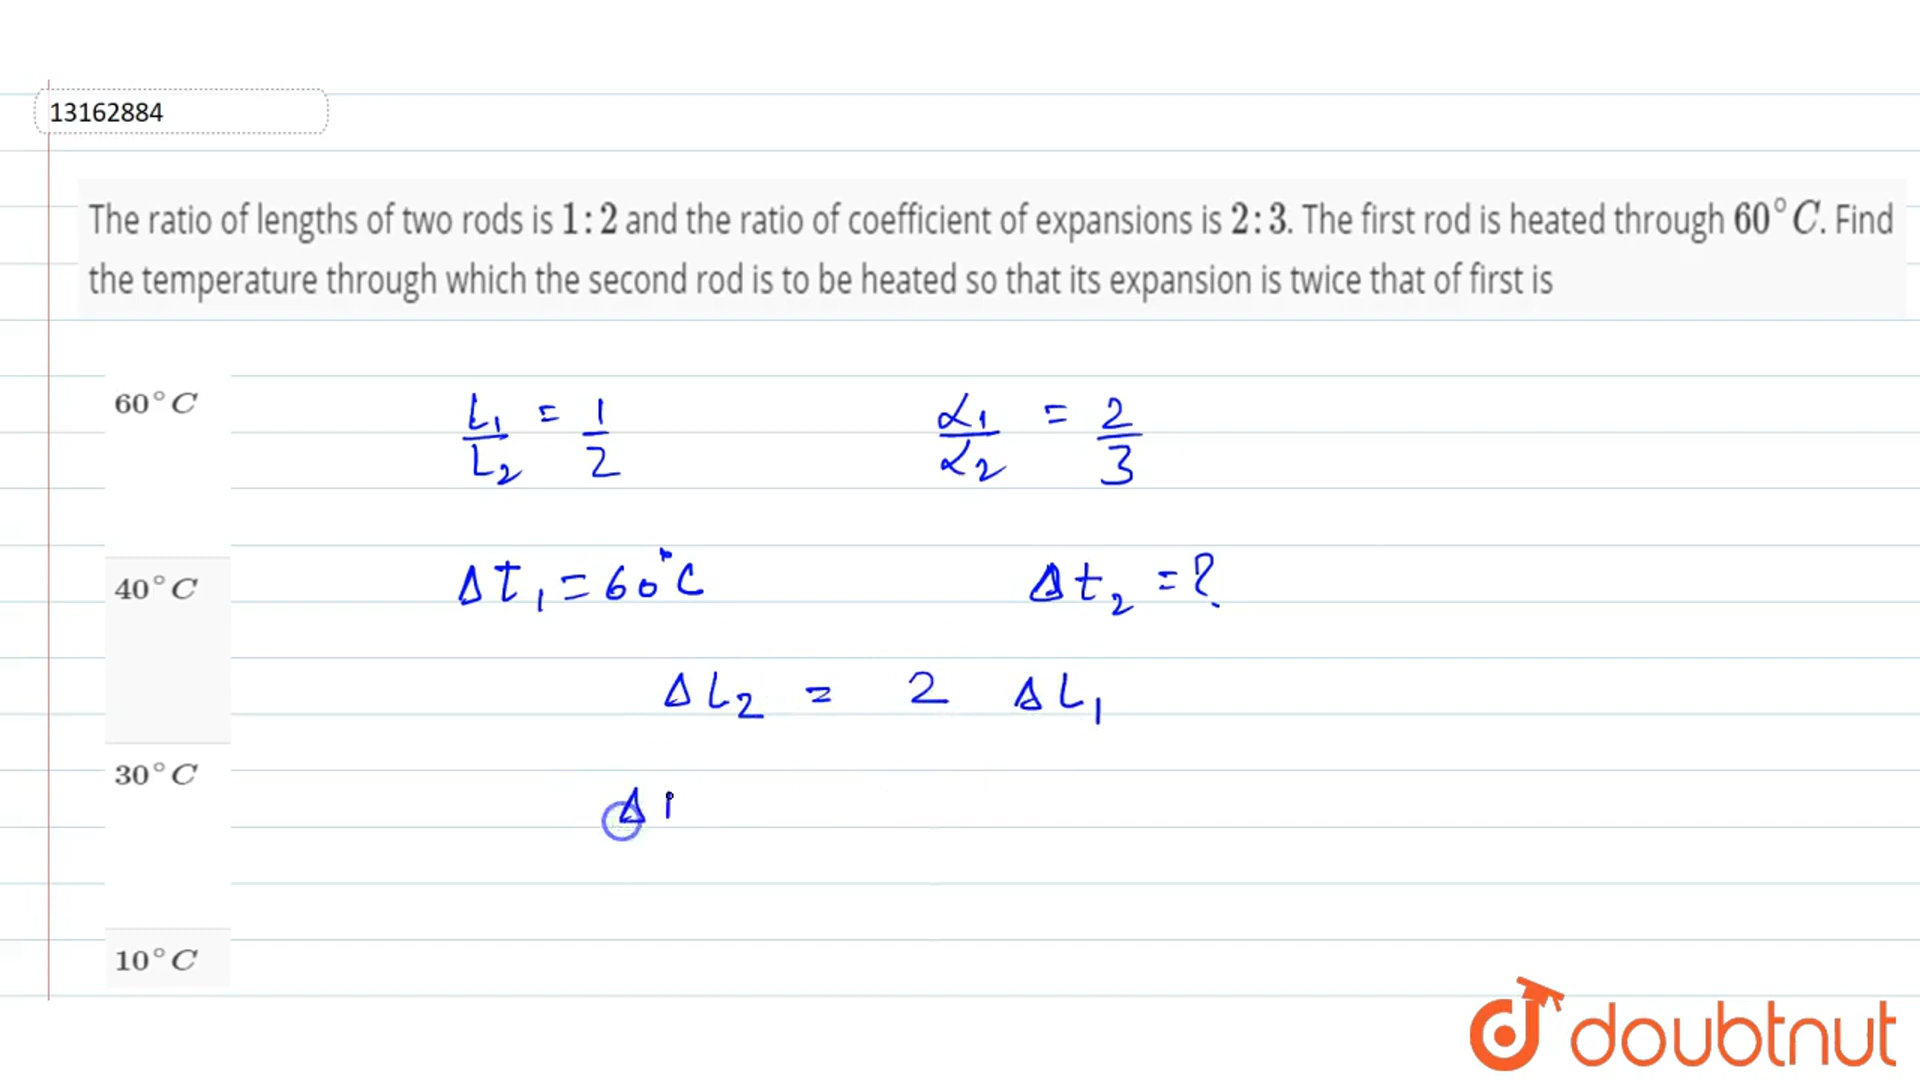 13162884
The ratio of lengths of two rods is 1 : 2 and the ratio of coefficient of expansions is 2 : 3. The first rod is heated through 60°C. Find
the temperature through which the second rod is to be heated so that its expansion is twice that of first is
60°C
L₁/L₂ = 1/2
α₁/α₂ = 2/3
40°C
Δt₁ = 60°C
Δt₂ = ?
ΔL₂ = 2 ΔL₁
30°C
Δ
10°C
doubtnut